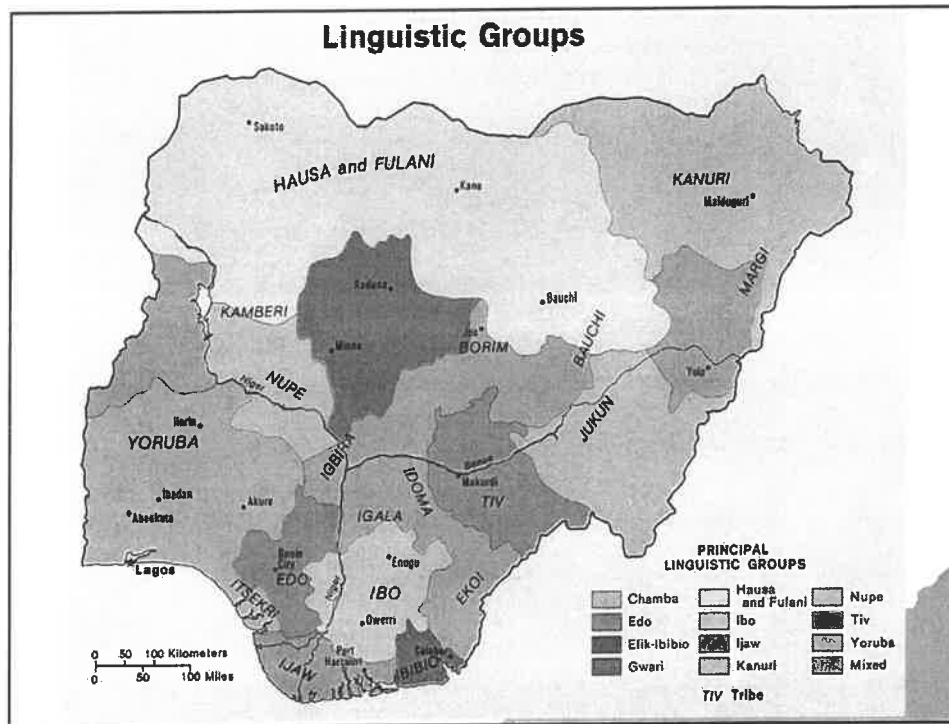 Linguistic Groups
Sokoto
HAUSA and FULANI
Kano
KANURI
Maiduguri
MARGI
Kaduna
Bauchi
KAMBERI
Jos
BORIM
BAUCHI
Minna
Yola
NUPE
Niger
JUKUN
Ilorin
YORUBA
IGBIRA
Benue
Makurdi
IDOMA
TIV
Ibadan
Akure
Abeokuta
IGALA
Lagos
Benin
City
EDO
Enugu
IBO
EKOI
ITSEKRI
Niger
Owerri
Port
Harcourt
Calabar
IJAW
IBIBIO
0 100 Kilometers
0 50 100 Miles
PRINCIPAL
LINGUISTIC GROUPS
Chamba
Edo
Elik-Ibibio
Gwari
Hausa
and Fulani
Ibo
Ijaw
Kanuri
Nupe
Tiv
Yoruba
Mixed
TIV Tribe